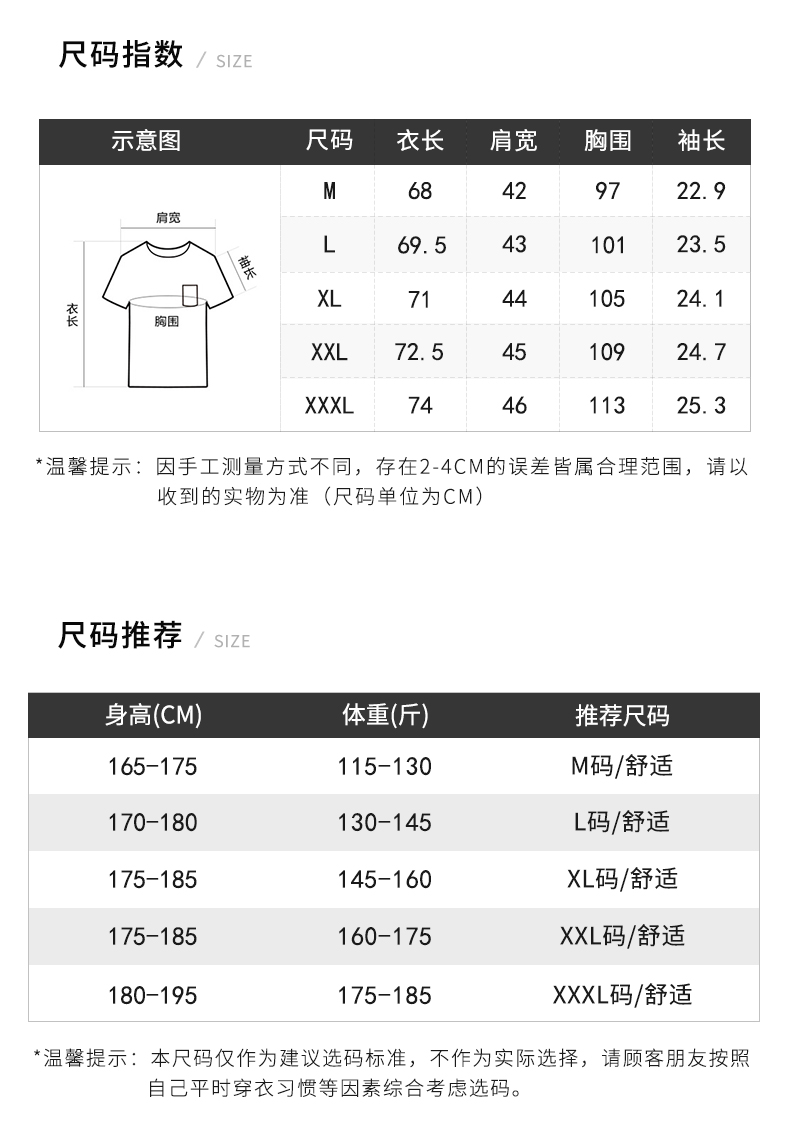 尺码指数 / SIZE
示意图 尺码 衣长 肩宽 胸围 袖长
肩宽
袖长
衣长
胸围
M 68 42 97 22.9
L 69.5 43 101 23.5
XL 71 44 105 24.1
XXL 72.5 45 109 24.7
XXXL 74 46 113 25.3
*温馨提示：因手工测量方式不同，存在2-4CM的误差皆属合理范围，请以
收到的实物为准（尺码单位为CM）
尺码推荐 / SIZE
身高(CM) 体重(斤) 推荐尺码
165-175 115-130 M码/舒适
170-180 130-145 L码/舒适
175-185 145-160 XL码/舒适
175-185 160-175 XXL码/舒适
180-195 175-185 XXXL码/舒适
*温馨提示：本尺码仅作为建议选码标准，不作为实际选择，请顾客朋友按照
自己平时穿衣习惯等因素综合考虑选码。